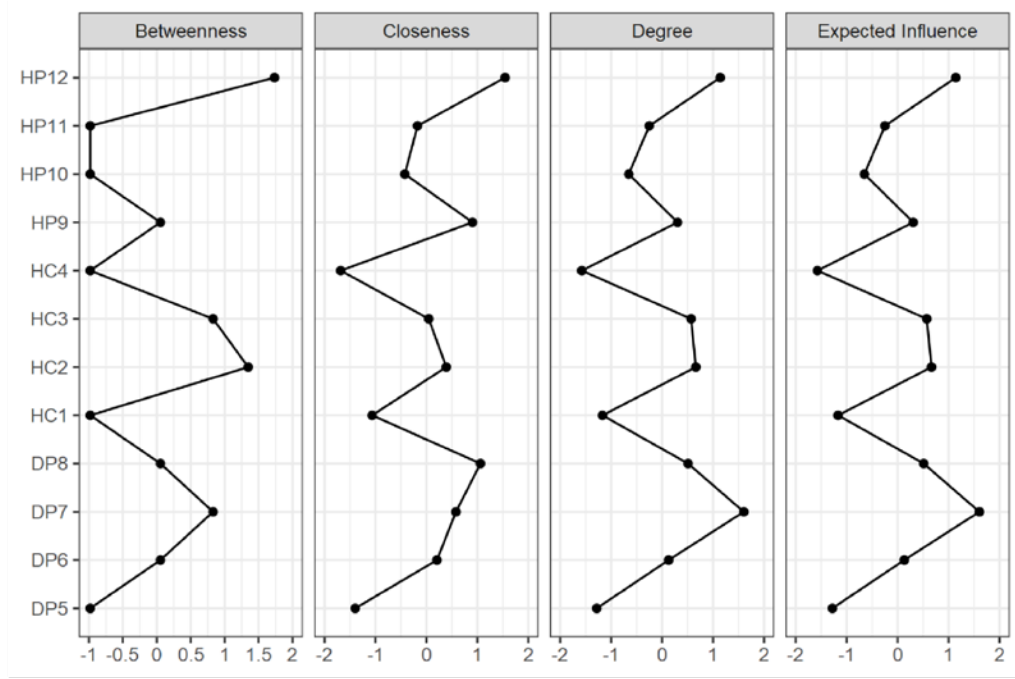 Betweenness Closeness Degree Expected Influence
HP12
HP11
HP10
HP9
HC4
HC3
HC2
HC1
DP8
DP7
DP6
DP5
-1 -0.5 0 0.5 1 1.5 2 -2 -1 0 1 2 -2 -1 0 1 2 -2 -1 0 1 2